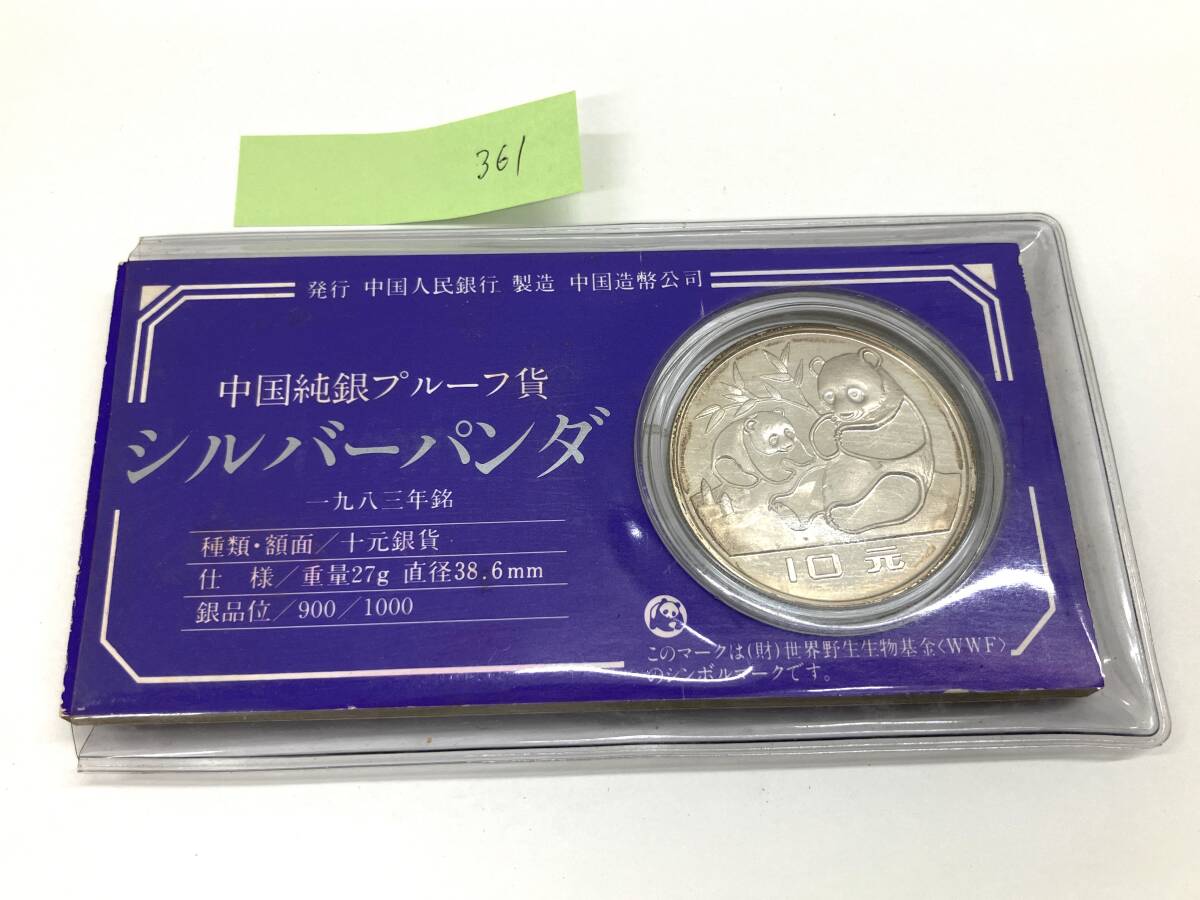 361
発行 中国人民銀行 製造 中国造幣公司
中国純銀プルーフ貨
シルバーパンダ
一九八三年銘
種類・額面／十元銀貨
仕 様／重量27g 直径38.6mm
銀品位／900／1000
10元
このマークは(財)世界野生生物基金〈WWF〉
のシンボルマークです。